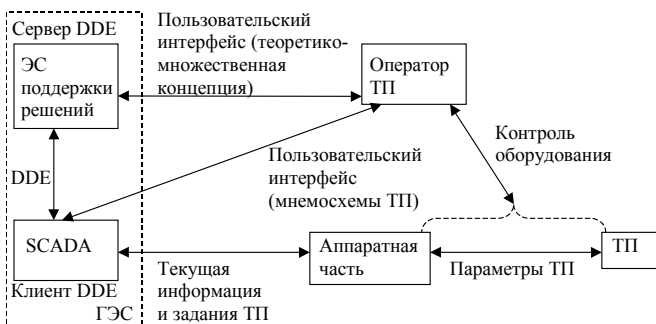 Сервер DDE
ЭС
поддержки
решений
Пользовательский
интерфейс (теоретико-
множественная
концепция)
Оператор
ТП
Контроль
оборудования
DDE
Пользовательский
интерфейс
(мнемосхемы ТП)
SCADA
Клиент DDE
ГЭС
Текущая
информация
и задания ТП
Аппаратная
часть
Параметры ТП
ТП